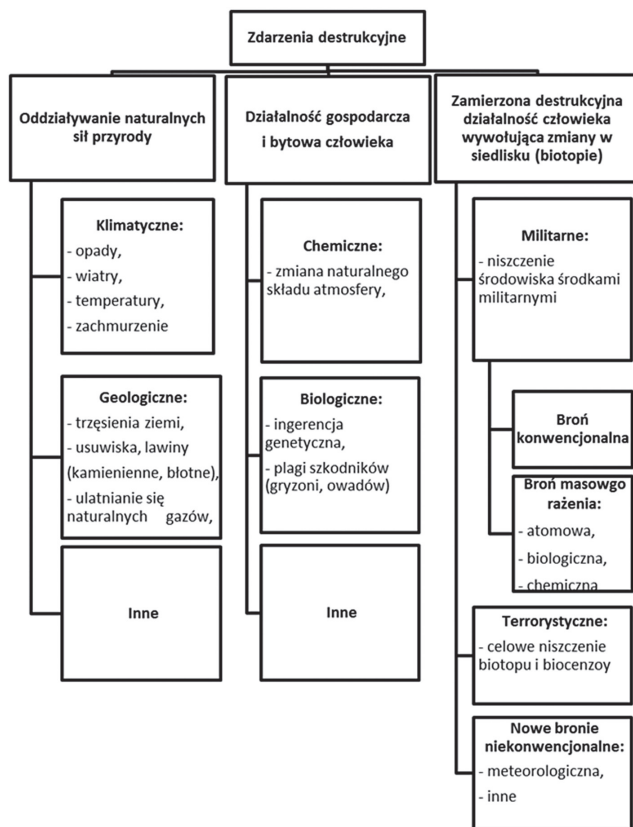 Zdarzenia destrukcyjne
Oddziaływanie naturalnych
sił przyrody
Klimatyczne:
- opady,
- wiatry,
- temperatury,
- zachmurzenie
Geologiczne:
- trzęsienia ziemi,
- usuwiska, lawiny
(kamienienne, błotne),
- ulatnianie się
naturalnych gazów,
Inne
Działalność gospodarcza
i bytowa człowieka
Chemiczne:
- zmiana naturalnego
składu atmosfery,
Biologiczne:
- ingerencja
genetyczna,
- plagi szkodników
(gryzoni, owadów)
Inne
Zamierzona destrukcyjna
działalność człowieka
wywołująca zmiany w
siedlisku (biotopie)
Militarne:
- niszczenie
środowiska środkami
militarnymi
Broń
konwencjonalna
Broń masowgo
rażenia:
- atomowa,
- biologiczna,
- chemiczna
Terrorystyczne:
- celowe niszczenie
biotopu i biocenzoy
Nowe bronie
niekonwencjonalne:
- meteorologiczna,
- inne